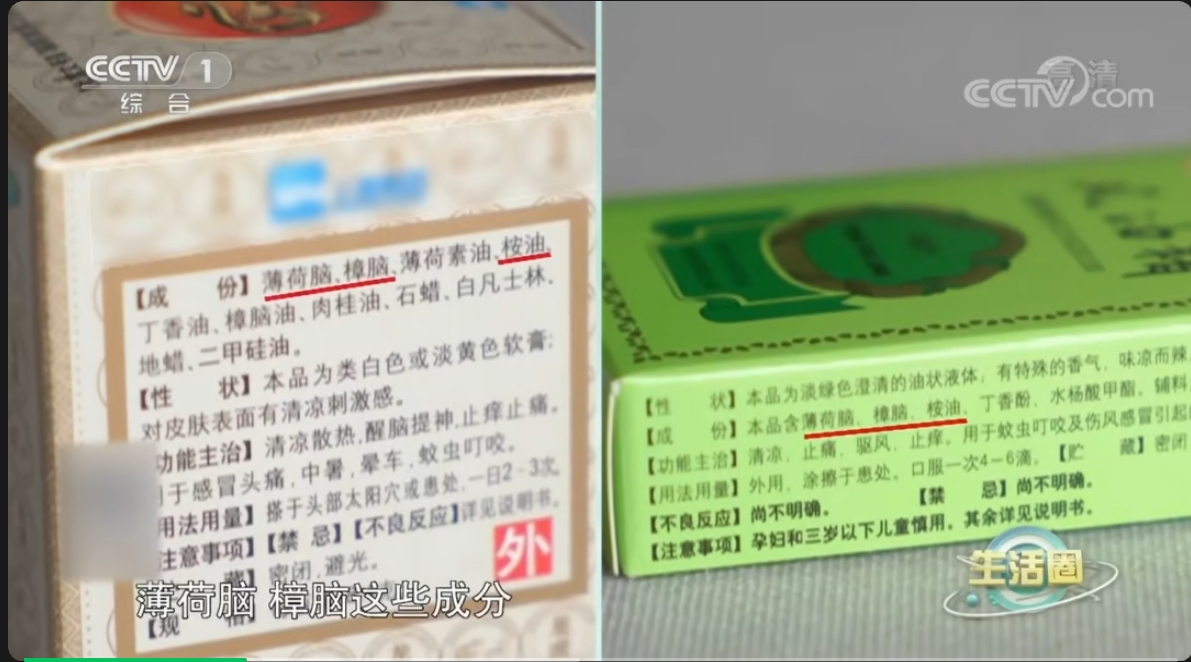 CCTV 1
综合
高清
CCTV com
【成 份】薄荷脑、樟脑、薄荷素油、桉油、
丁香油、樟脑油、肉桂油、石蜡、白凡士林、
地蜡、二甲硅油。
【性 状】本品为类白色或淡黄色软膏;
对皮肤表面有清凉刺激感。
功能主治】清凉散热,醒脑提神,止痒止痛。
于感冒头痛,中暑,晕车,蚊虫叮咬。
用法用量】搽于头部太阳穴或患处,一日2-3次。
注意事项】【禁 忌】【不良反应】详见说明书。
藏】密闭,避光。
【规
外
【性 状】本品为淡绿色澄清的油状液体;有特殊的香气,味凉而辣。
【成 份】本品含薄荷脑、樟脑、桉油、丁香酚、水杨酸甲酯。辅料
【功能主治】清凉,止痛,驱风,止痒。用于蚊虫叮咬及伤风感冒引起
【用法用量】外用,涂擦于患处。口服一次4-6滴。【贮 藏】密闭
【不良反应】尚不明确。 【禁 忌】尚不明确。
【注意事项】孕妇和三岁以下儿童慎用。其余详见说明书。
生活圈
薄荷脑 樟脑这些成分